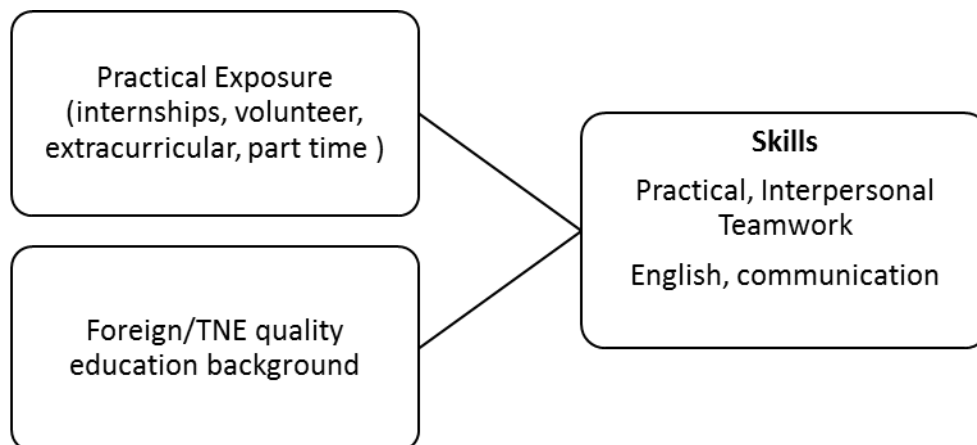 Practical Exposure
(internships, volunteer,
extracurricular, part time )
Foreign/TNE quality
education background
Skills
Practical, Interpersonal
Teamwork
English, communication